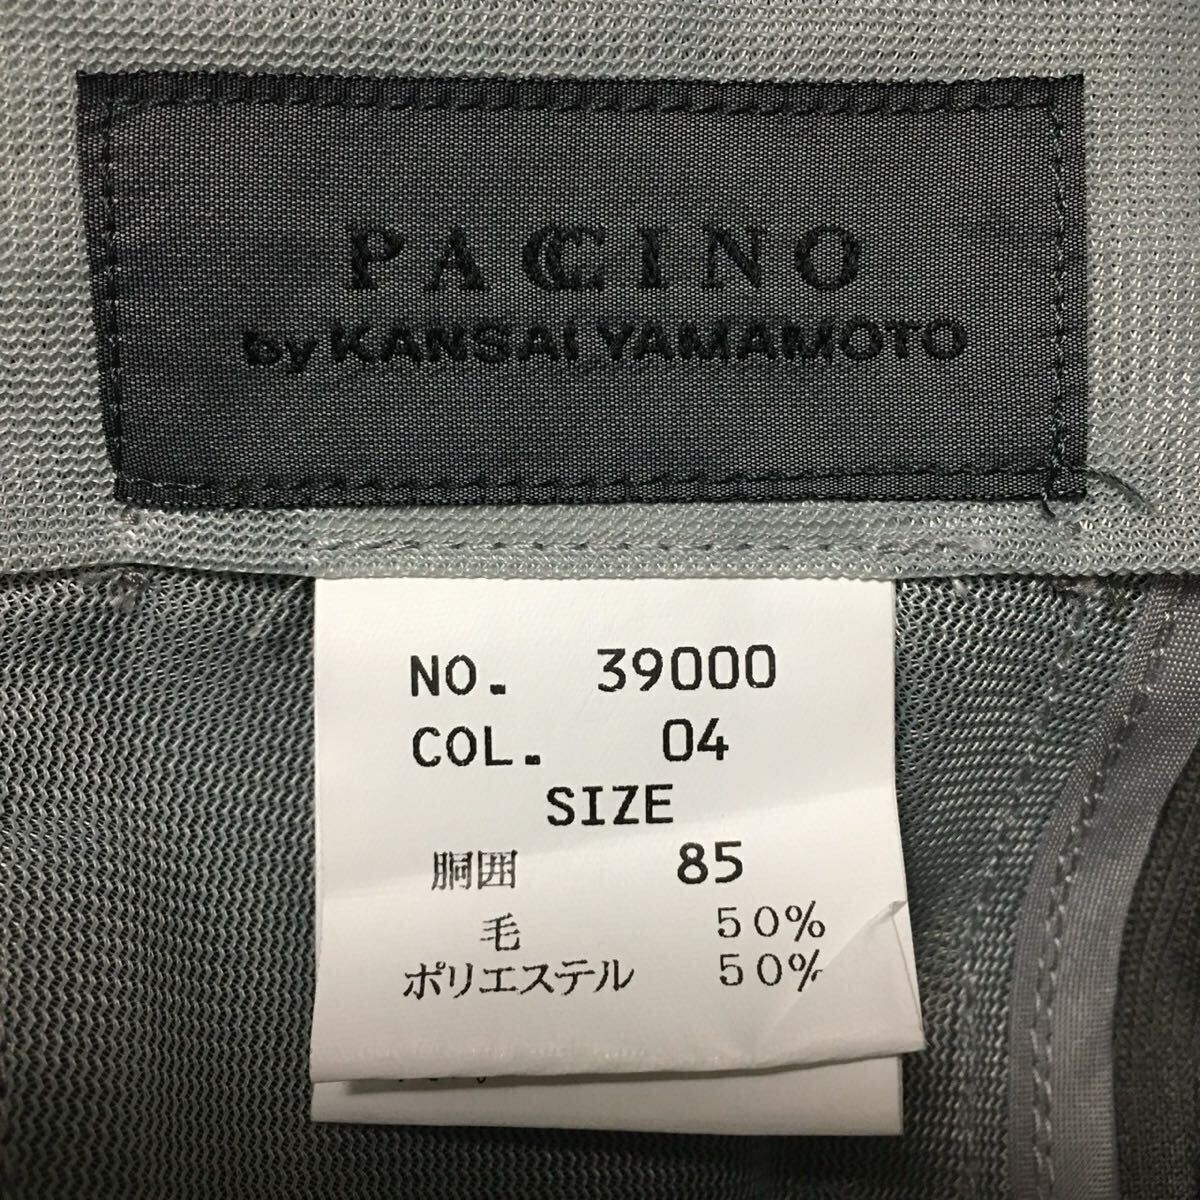 PACCINO
by KANSAI YAMAMOTO
NO. 39000
COL. 04
SIZE
胴囲 85
毛 50%
ポリエステル 50%